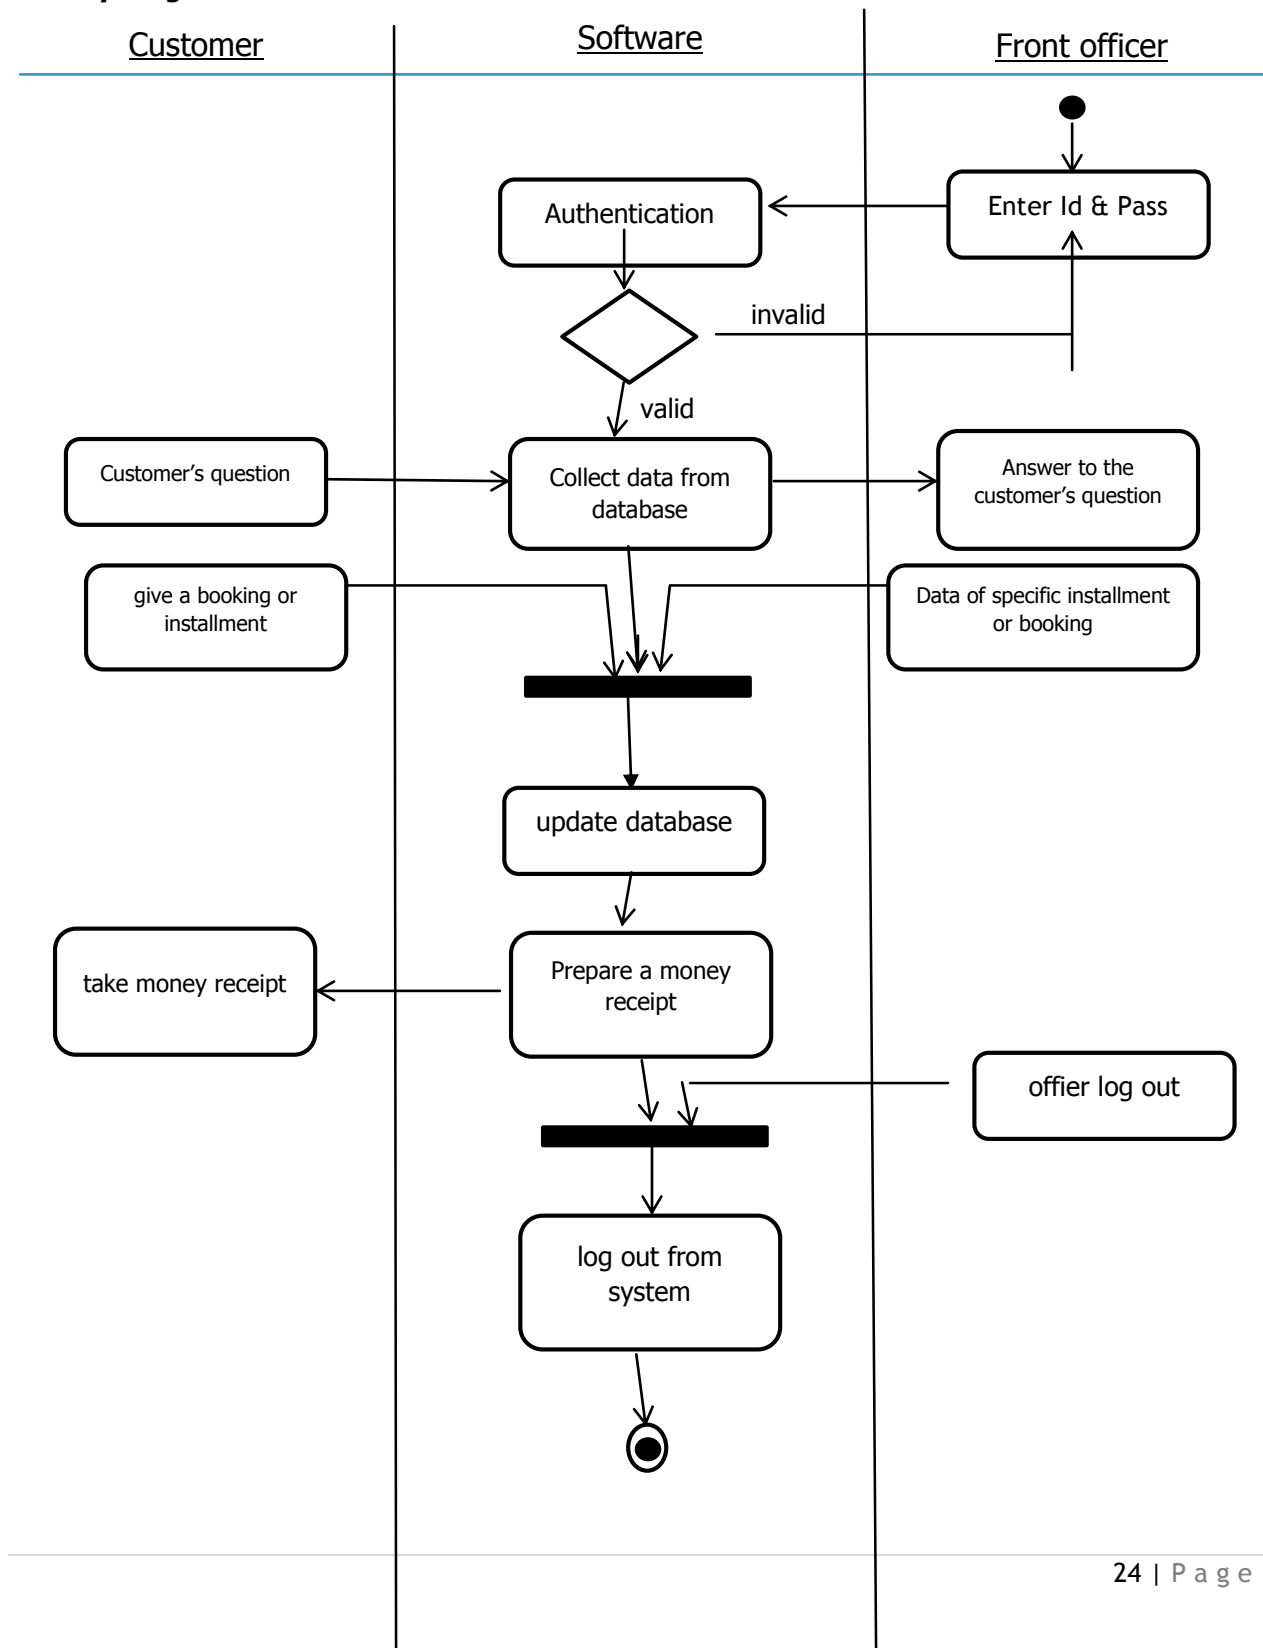 Customer
Software
Front officer
Enter Id & Pass
Authentication
invalid
valid
Customer’s question
Collect data from
database
Answer to the
customer’s question
give a booking or
installment
Data of specific installment
or booking
update database
take money receipt
Prepare a money
receipt
offier log out
log out from
system
24 | Page